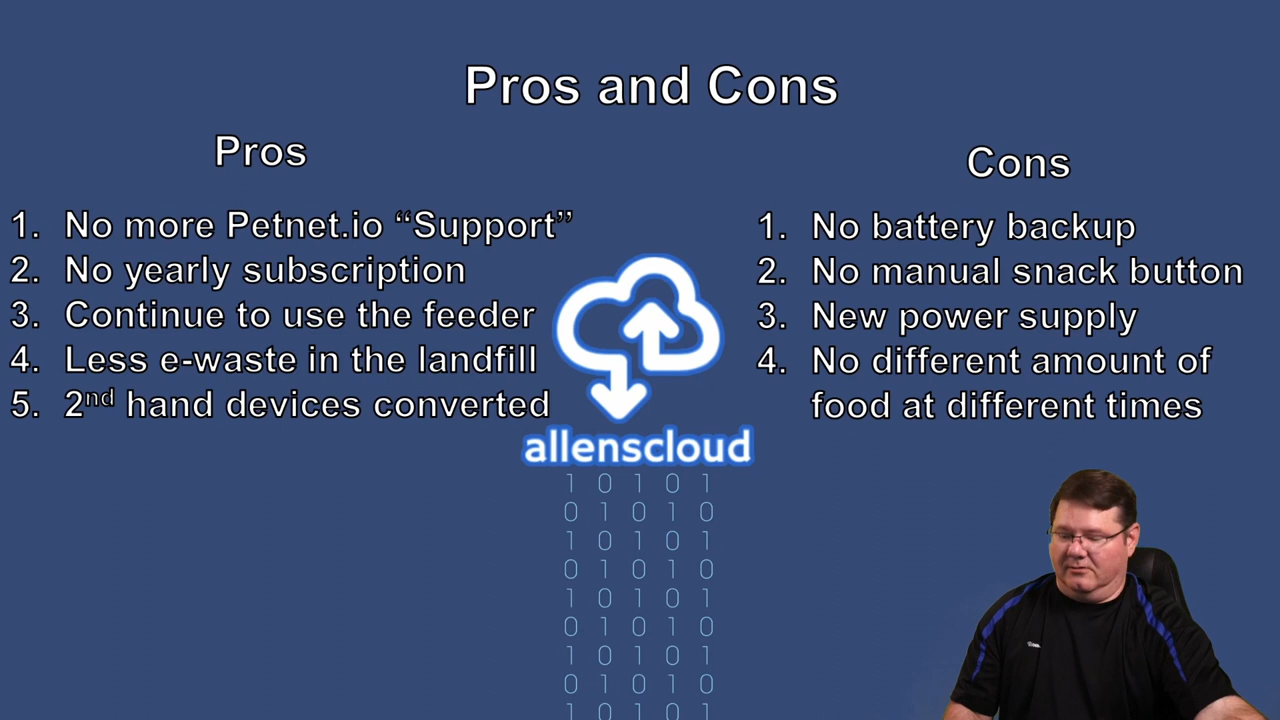 Pros and Cons
Pros
1. No more Petnet.io “Support”
2. No yearly subscription
3. Continue to use the feeder
4. Less e-waste in the landfill
5. 2nd hand devices converted
Cons
1. No battery backup
2. No manual snack button
3. New power supply
4. No different amount of
food at different times
allenscloud
1 0 1 0 1
0 1 0 1 0
1 0 1 0 1
0 1 0 1 0
1 0 1 0 1
0 1 0 1 0
1 0 1 0 1
0 1 0 1 0
1 0 1 0 1